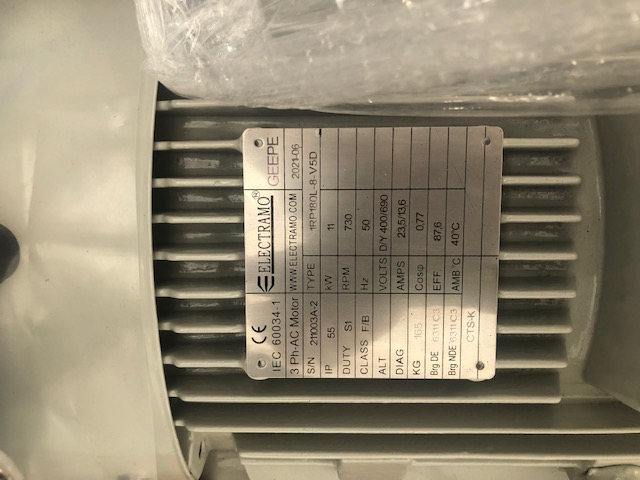 CE ELECTRAMO® GEEPE
IEC 60034-1
3 Ph-AC Motor WWW.ELECTRAMO.COM 2021-06
S/N 211003A-2 TYPE 1RP180L-8-V5D
IP 55 kW 11
DUTY S1 RPM 730
CLASS F/B Hz 50
ALT VOLTS D/Y 400/690
DIAG AMPS 23,5/13,6
KG 165 Cosφ 0,77
Brg DE 6311 C3 EFF 87,6
Brg NDE 6311 C3 AMB °C 40°C
CTS-K